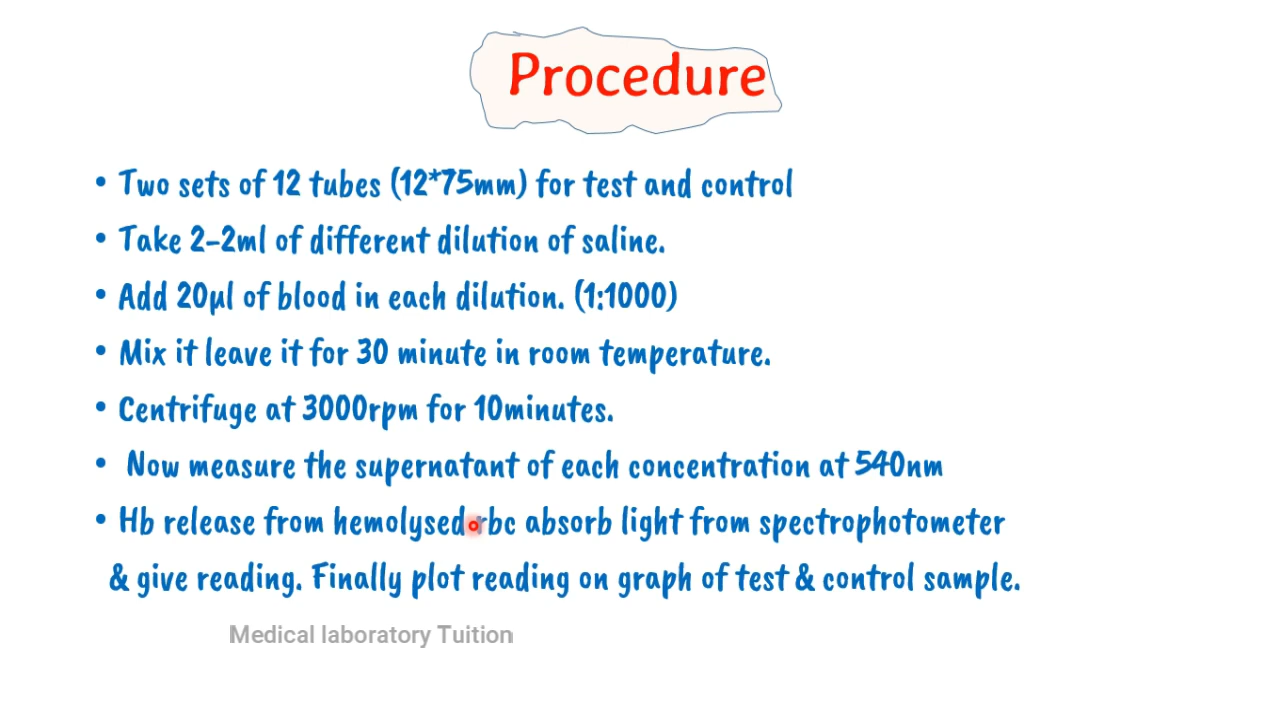 Procedure
• Two sets of 12 tubes (12*75mm) for test and control
• Take 2-2ml of different dilution of saline.
• Add 20µl of blood in each dilution. (1:1000)
• Mix it leave it for 30 minute in room temperature.
• Centrifuge at 3000rpm for 10minutes.
• Now measure the supernatant of each concentration at 540nm
• Hb release from hemolysed rbc absorb light from spectrophotometer
& give reading. Finally plot reading on graph of test & control sample.
Medical laboratory Tuition